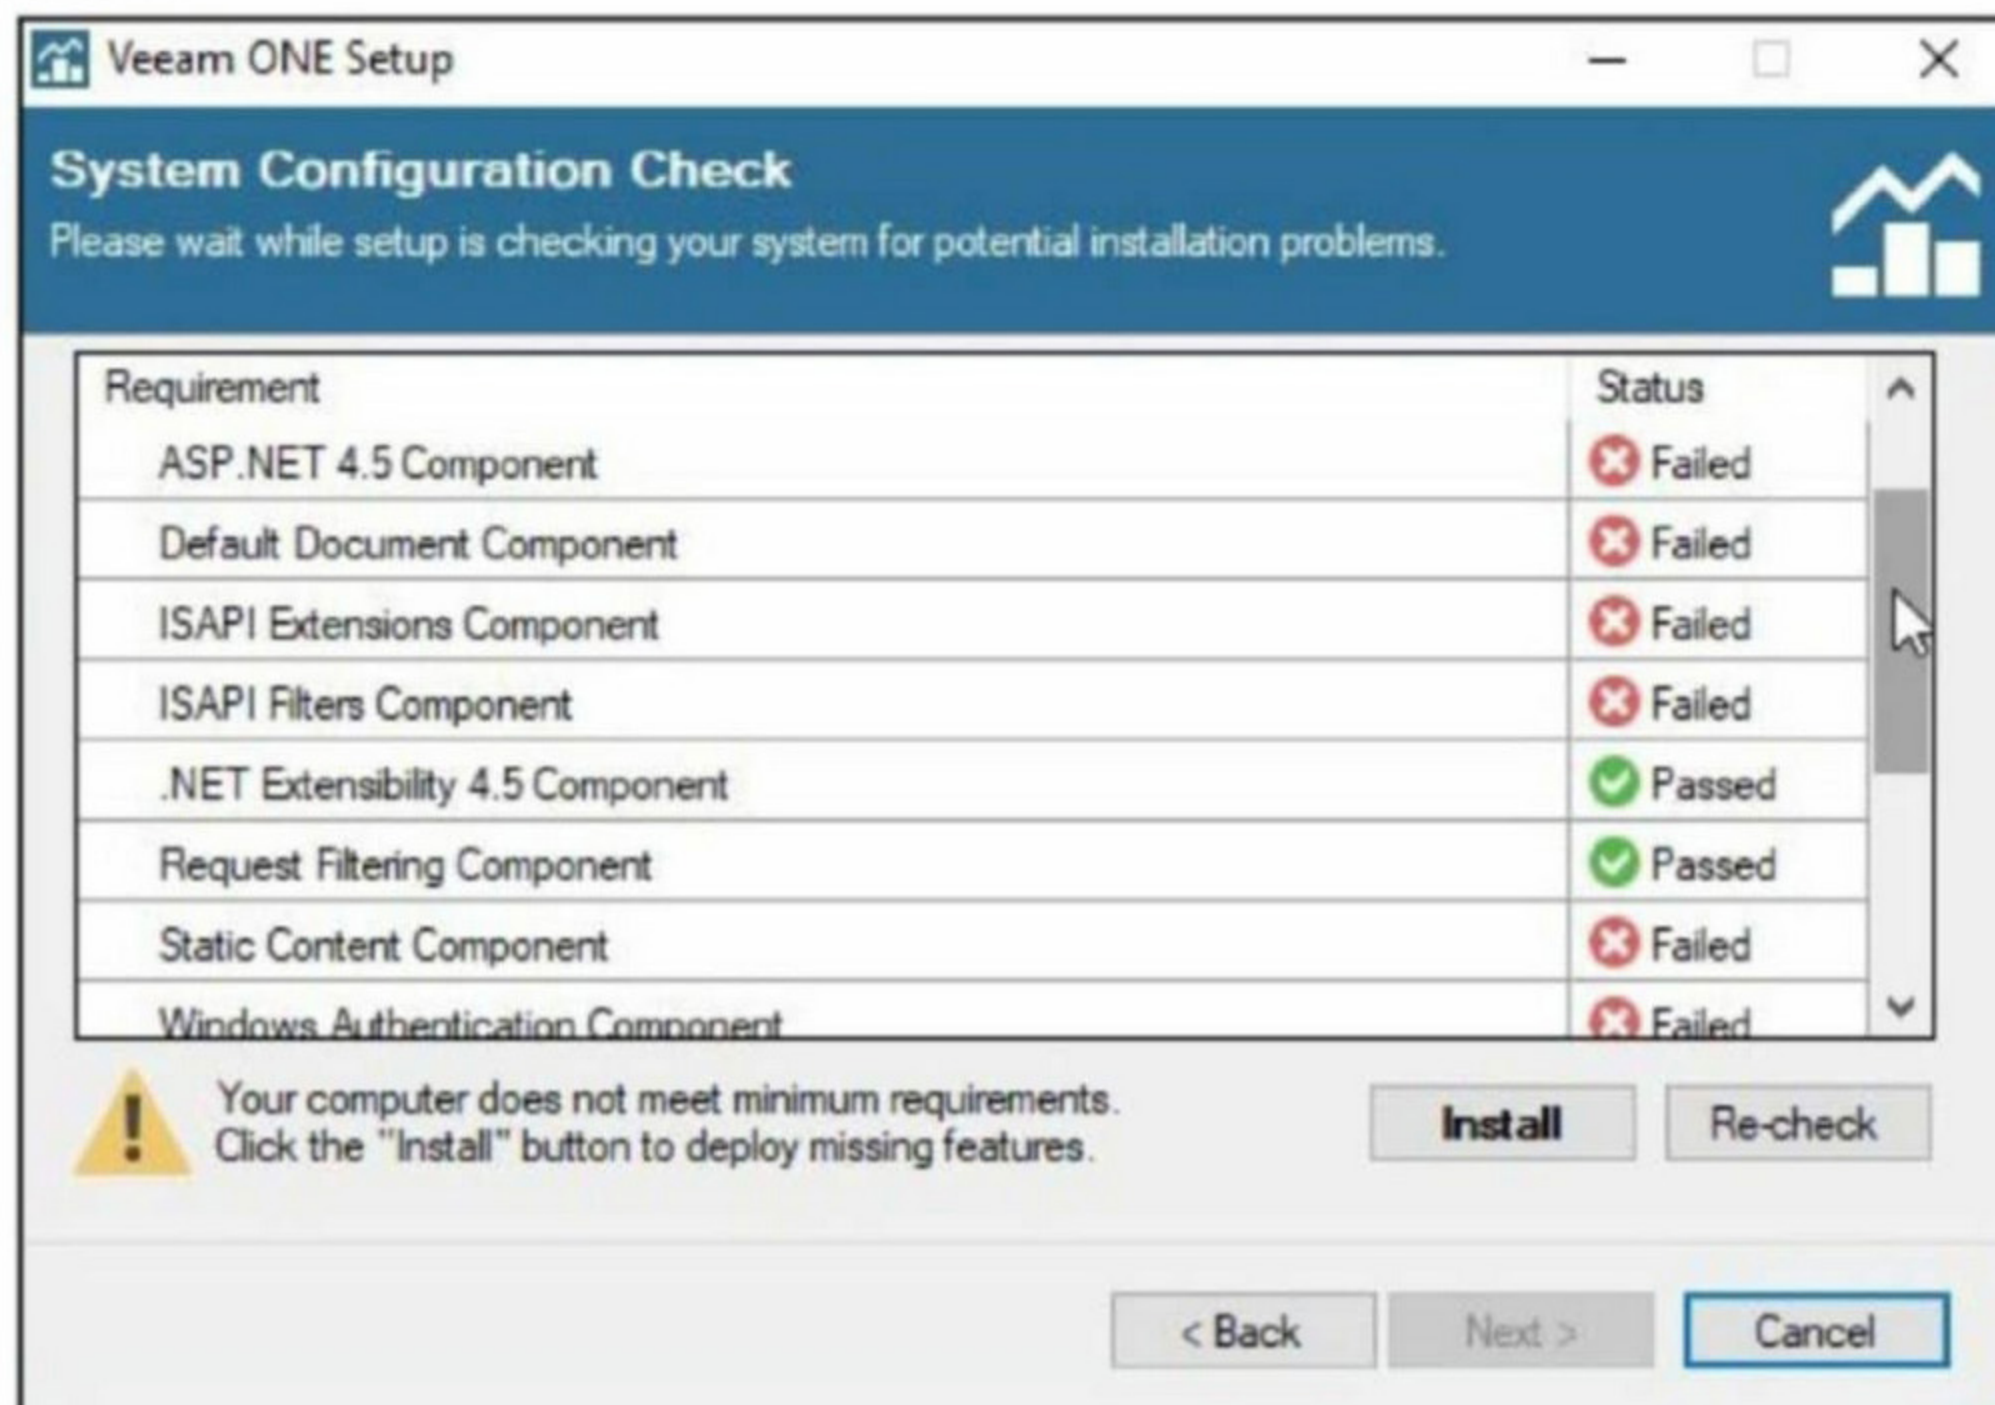 Veeam ONE Setup
System Configuration Check
Please wait while setup is checking your system for potential installation problems.
Requirement Status
ASP.NET 4.5 Component Failed
Default Document Component Failed
ISAPI Extensions Component Failed
ISAPI Filters Component Failed
.NET Extensibility 4.5 Component Passed
Request Filtering Component Passed
Static Content Component Failed
Windows Authentication Component Failed
Your computer does not meet minimum requirements.
Click the "Install" button to deploy missing features.
Install Re-check
< Back Next > Cancel